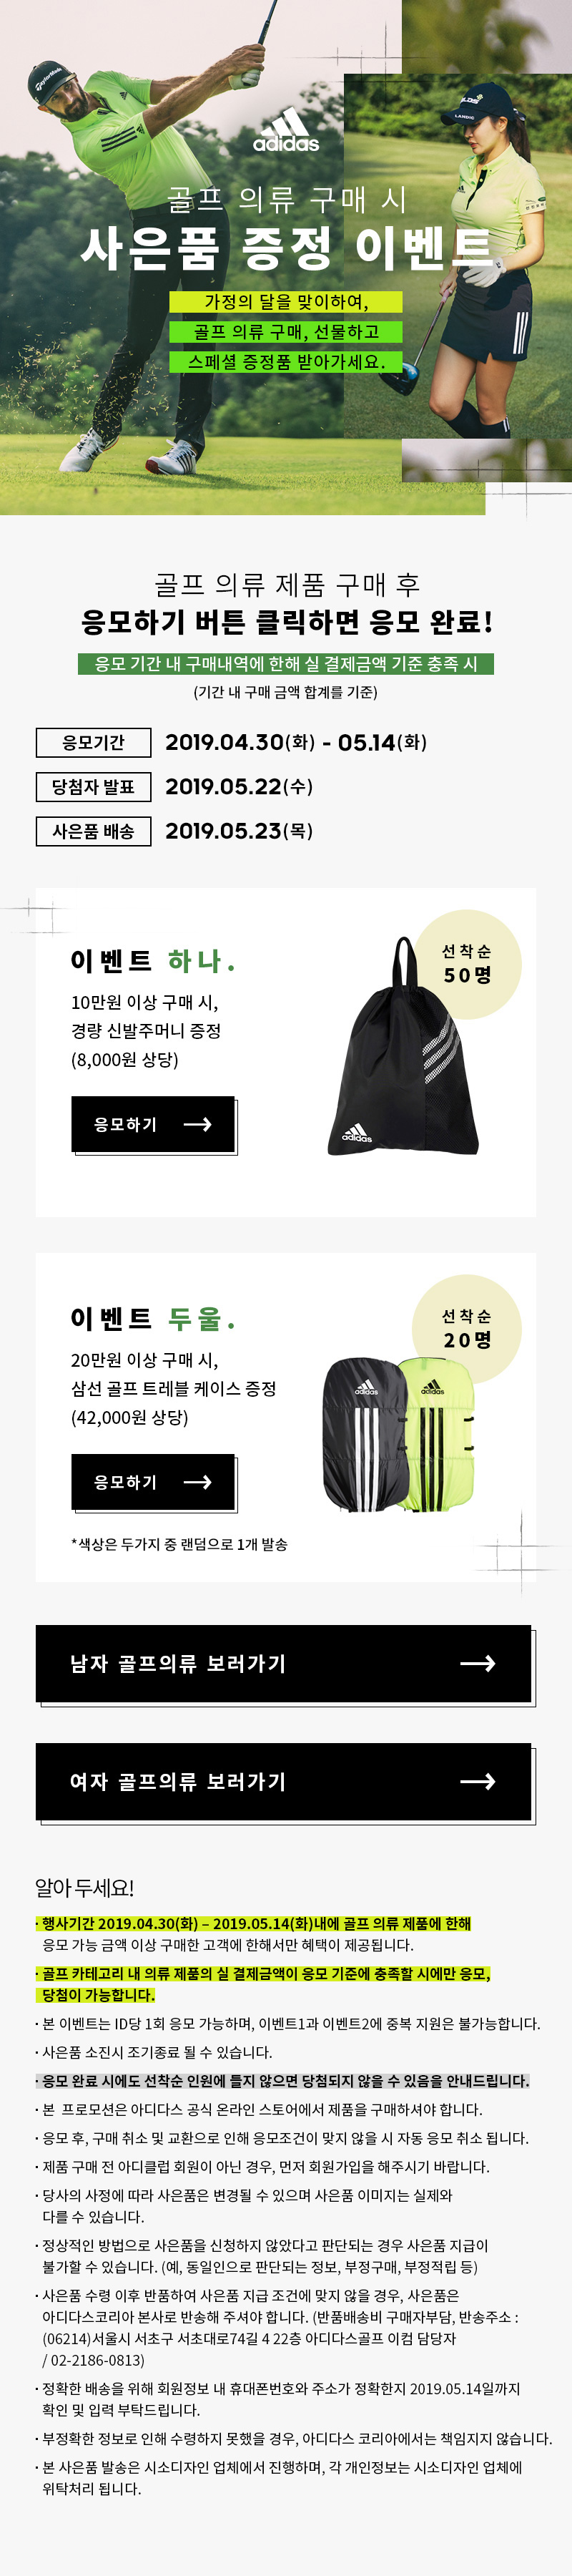 TaylorMade
LANDIC
adidas
골프 의류 구매 시
사은품 증정 이벤트
가정의 달을 맞이하여,
골프 의류 구매, 선물하고
스페셜 증정품 받아가세요.
골프 의류 제품 구매 후
응모하기 버튼 클릭하면 응모 완료!
응모 기간 내 구매내역에 한해 실 결제금액 기준 충족 시
(기간 내 구매 금액 합계를 기준)
응모기간 2019.04.30(화) - 05.14(화)
당첨자 발표 2019.05.22(수)
사은품 배송 2019.05.23(목)
선착순
50명
이벤트 하나.
10만원 이상 구매 시,
경량 신발주머니 증정
(8,000원 상당)
응모하기
adidas
선착순
20명
이벤트 두울.
20만원 이상 구매 시,
삼선 골프 트레블 케이스 증정
(42,000원 상당)
adidas adidas
응모하기
*색상은 두가지 중 랜덤으로 1개 발송
남자 골프의류 보러가기
여자 골프의류 보러가기
알아 두세요!
· 행사기간 2019.04.30(화) – 2019.05.14(화)내에 골프 의류 제품에 한해
응모 가능 금액 이상 구매한 고객에 한해서만 혜택이 제공됩니다.
· 골프 카테고리 내 의류 제품의 실 결제금액이 응모 기준에 충족할 시에만 응모,
당첨이 가능합니다.
· 본 이벤트는 ID당 1회 응모 가능하며, 이벤트1과 이벤트2에 중복 지원은 불가능합니다.
· 사은품 소진시 조기종료 될 수 있습니다.
· 응모 완료 시에도 선착순 인원에 들지 않으면 당첨되지 않을 수 있음을 안내드립니다.
· 본 프로모션은 아디다스 공식 온라인 스토어에서 제품을 구매하셔야 합니다.
· 응모 후, 구매 취소 및 교환으로 인해 응모조건이 맞지 않을 시 자동 응모 취소 됩니다.
· 제품 구매 전 아디클럽 회원이 아닌 경우, 먼저 회원가입을 해주시기 바랍니다.
· 당사의 사정에 따라 사은품은 변경될 수 있으며 사은품 이미지는 실제와
다를 수 있습니다.
· 정상적인 방법으로 사은품을 신청하지 않았다고 판단되는 경우 사은품 지급이
불가할 수 있습니다. (예, 동일인으로 판단되는 정보, 부정구매, 부정적립 등)
· 사은품 수령 이후 반품하여 사은품 지급 조건에 맞지 않을 경우, 사은품은
아디다스코리아 본사로 반송해 주셔야 합니다. (반품배송비 구매자부담, 반송주소 :
(06214)서울시 서초구 서초대로74길 4 22층 아디다스골프 이컴 담당자
/ 02-2186-0813)
· 정확한 배송을 위해 회원정보 내 휴대폰번호와 주소가 정확한지 2019.05.14일까지
확인 및 입력 부탁드립니다.
· 부정확한 정보로 인해 수령하지 못했을 경우, 아디다스 코리아에서는 책임지지 않습니다.
· 본 사은품 발송은 시소디자인 업체에서 진행하며, 각 개인정보는 시소디자인 업체에
위탁처리 됩니다.